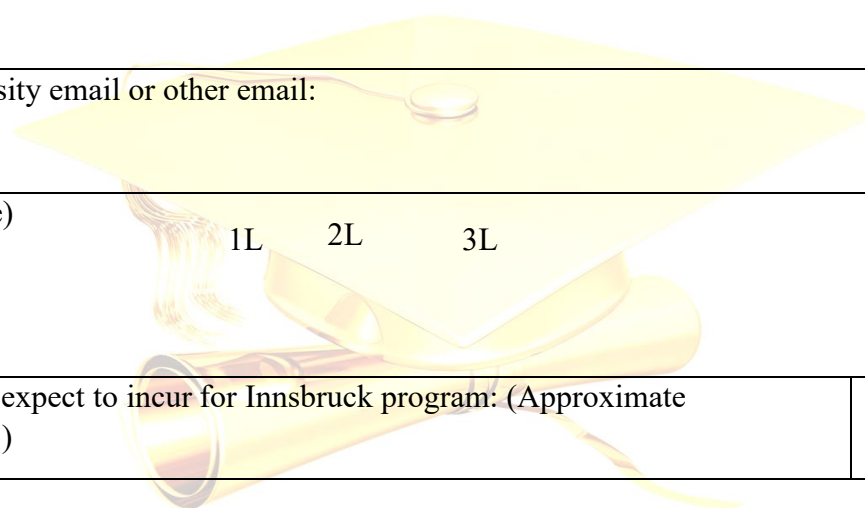 sity email or other email:
e)
1L 2L 3L
expect to incur for Innsbruck program: (Approximate
)